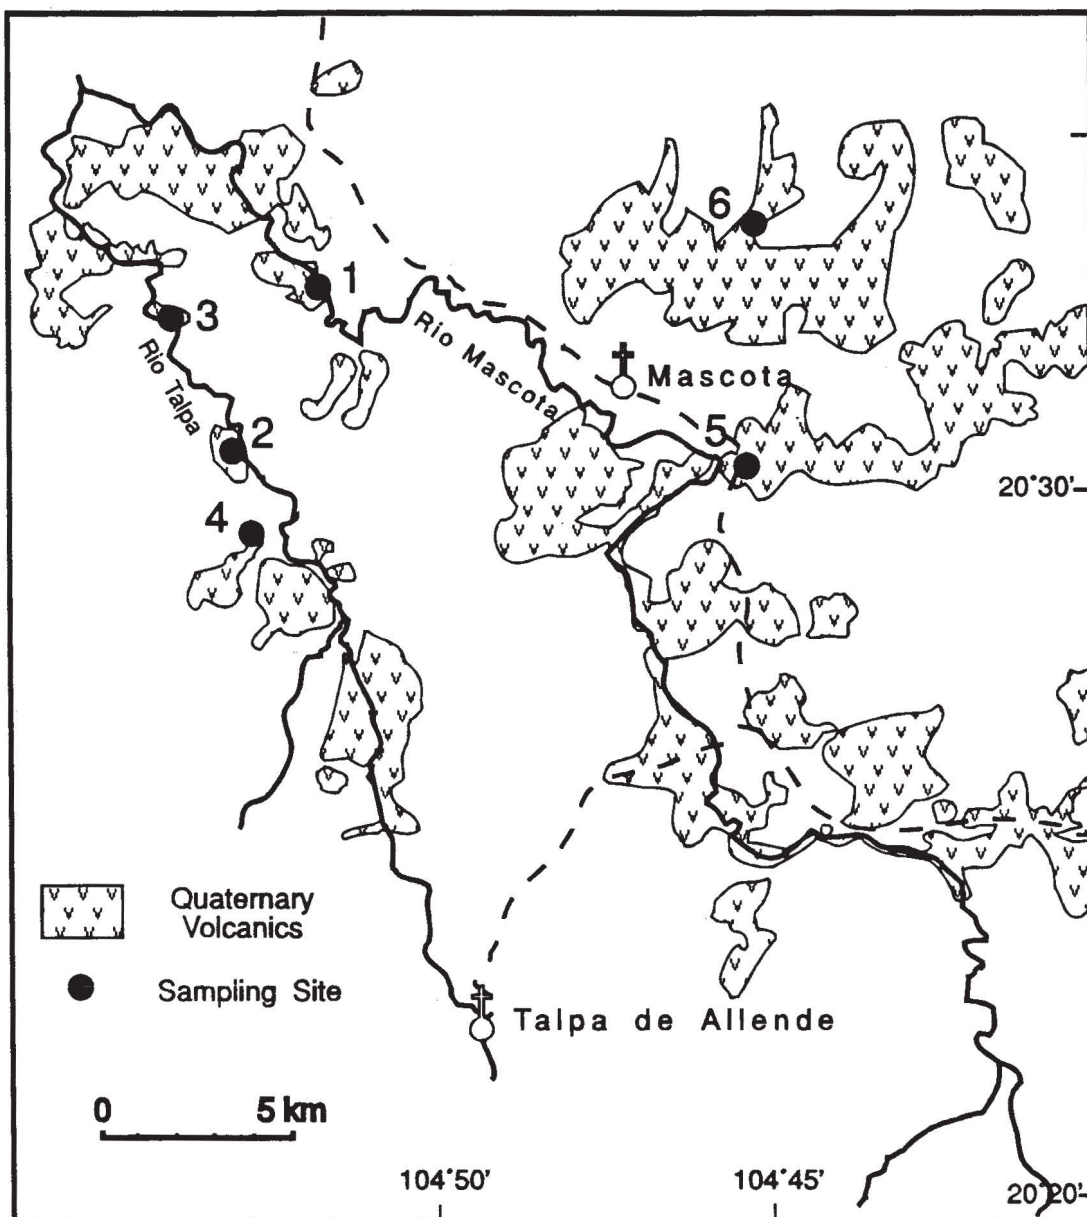 6
1
3
Rio Mascota
Mascota
Rio Talpa
2
5
20°30'
4
Quaternary
Volcanics
Sampling Site
Talpa de Allende
0 5 km
104°50' 104°45' 20°20'